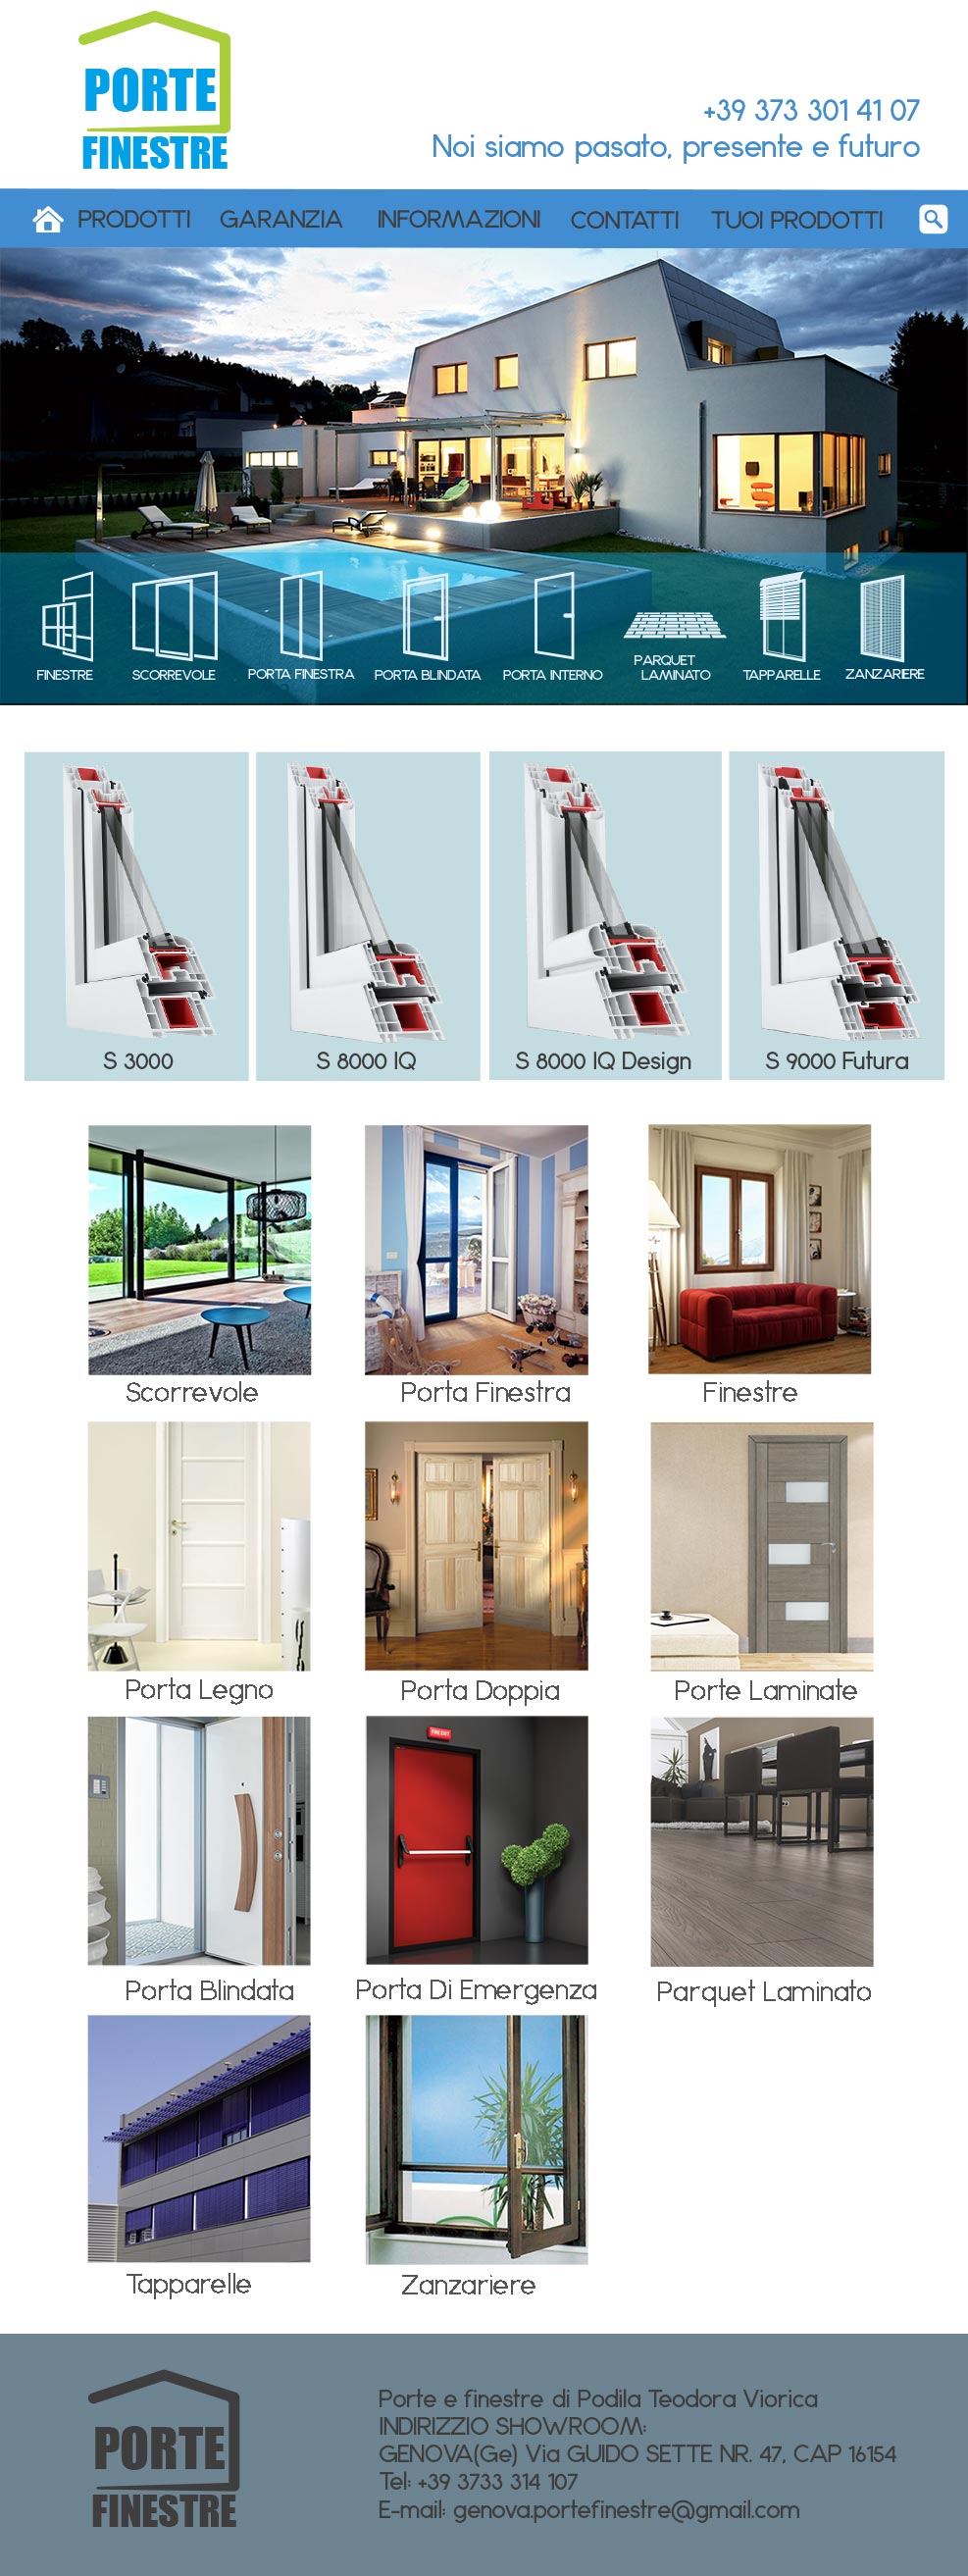 PORTE
FINESTRE
+39 373 301 41 07
Noi siamo pasato, presente e futuro
PRODOTTI GARANZIA INFORMAZIONI CONTATTI TUOI PRODOTTI
FINESTRE SCORREVOLE PORTA FINESTRA PORTA BLINDATA PORTA INTERNO PARQUET LAMINATO TAPPARELLE ZANZARIERE
S 3000 S 8000 IQ S 8000 IQ Design S 9000 Futura
Scorrevole Porta Finestra Finestre
Porta Legno Porta Doppia Porte Laminate
Porta Blindata Porta Di Emergenza Parquet Laminato
Tapparelle Zanzariere
PORTE
FINESTRE
Porte e finestre di Podila Teodora Viorica
INDIRIZZIO SHOWROOM:
GENOVA(Ge) Via GUIDO SETTE NR. 47, CAP 16154
Tel: +39 3733 314 107
E-mail: genova.portefinestre@gmail.com